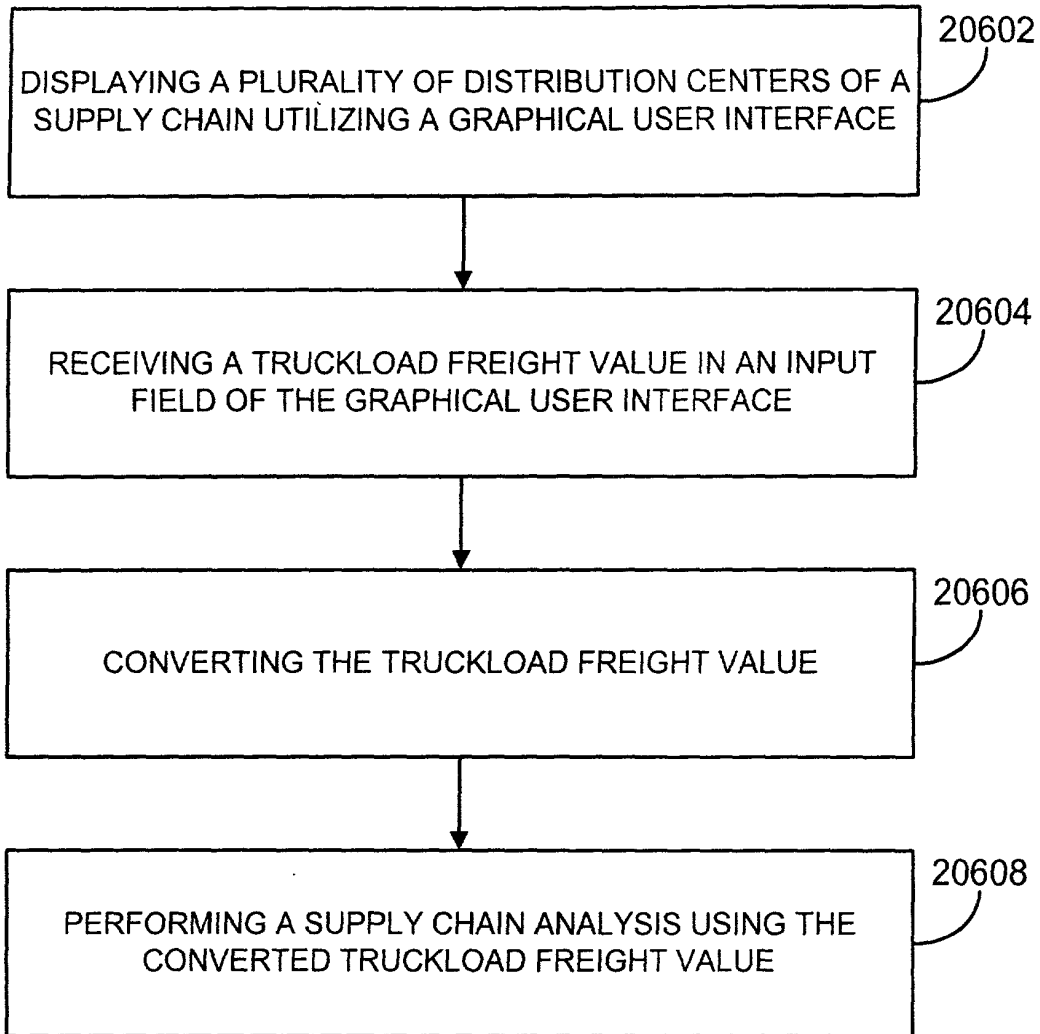 20602
DISPLAYING A PLURALITY OF DISTRIBUTION CENTERS OF A
SUPPLY CHAIN UTILIZING A GRAPHICAL USER INTERFACE
20604
RECEIVING A TRUCKLOAD FREIGHT VALUE IN AN INPUT
FIELD OF THE GRAPHICAL USER INTERFACE
20606
CONVERTING THE TRUCKLOAD FREIGHT VALUE
20608
PERFORMING A SUPPLY CHAIN ANALYSIS USING THE
CONVERTED TRUCKLOAD FREIGHT VALUE